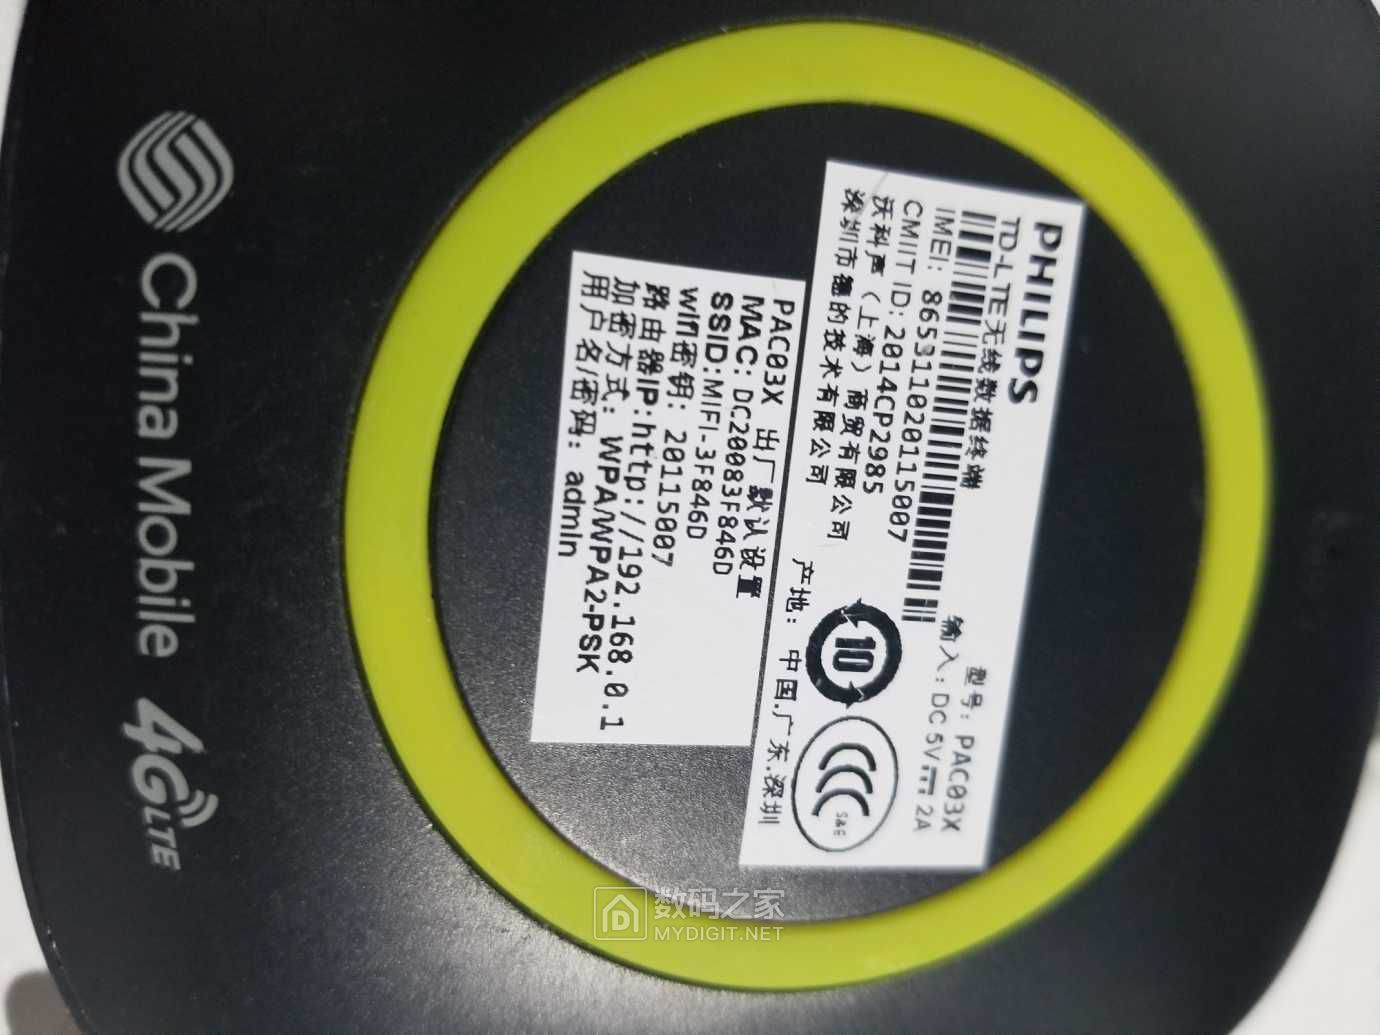 PHILIPS
TD-LTE无线数据终端
型号: PAC03X
输入: DC 5V 2A
IMEI: 865311020115007
CMIIT ID: 2014CP2985
沃科声（上海）商贸有限公司
深圳市德的技术有限公司
产地: 中国.广东.深圳
10
S&E
PAC03X 出厂默认设置
MAC: DC20083F846D
SSID:MIFI-3F846D
wifi密钥: 20115007
路由器IP:http://192.168.0.1
加密方式: WPA/WPA2-PSK
用户名/密码: admin
China Mobile 4G LTE
数码之家
MYDIGIT.NET